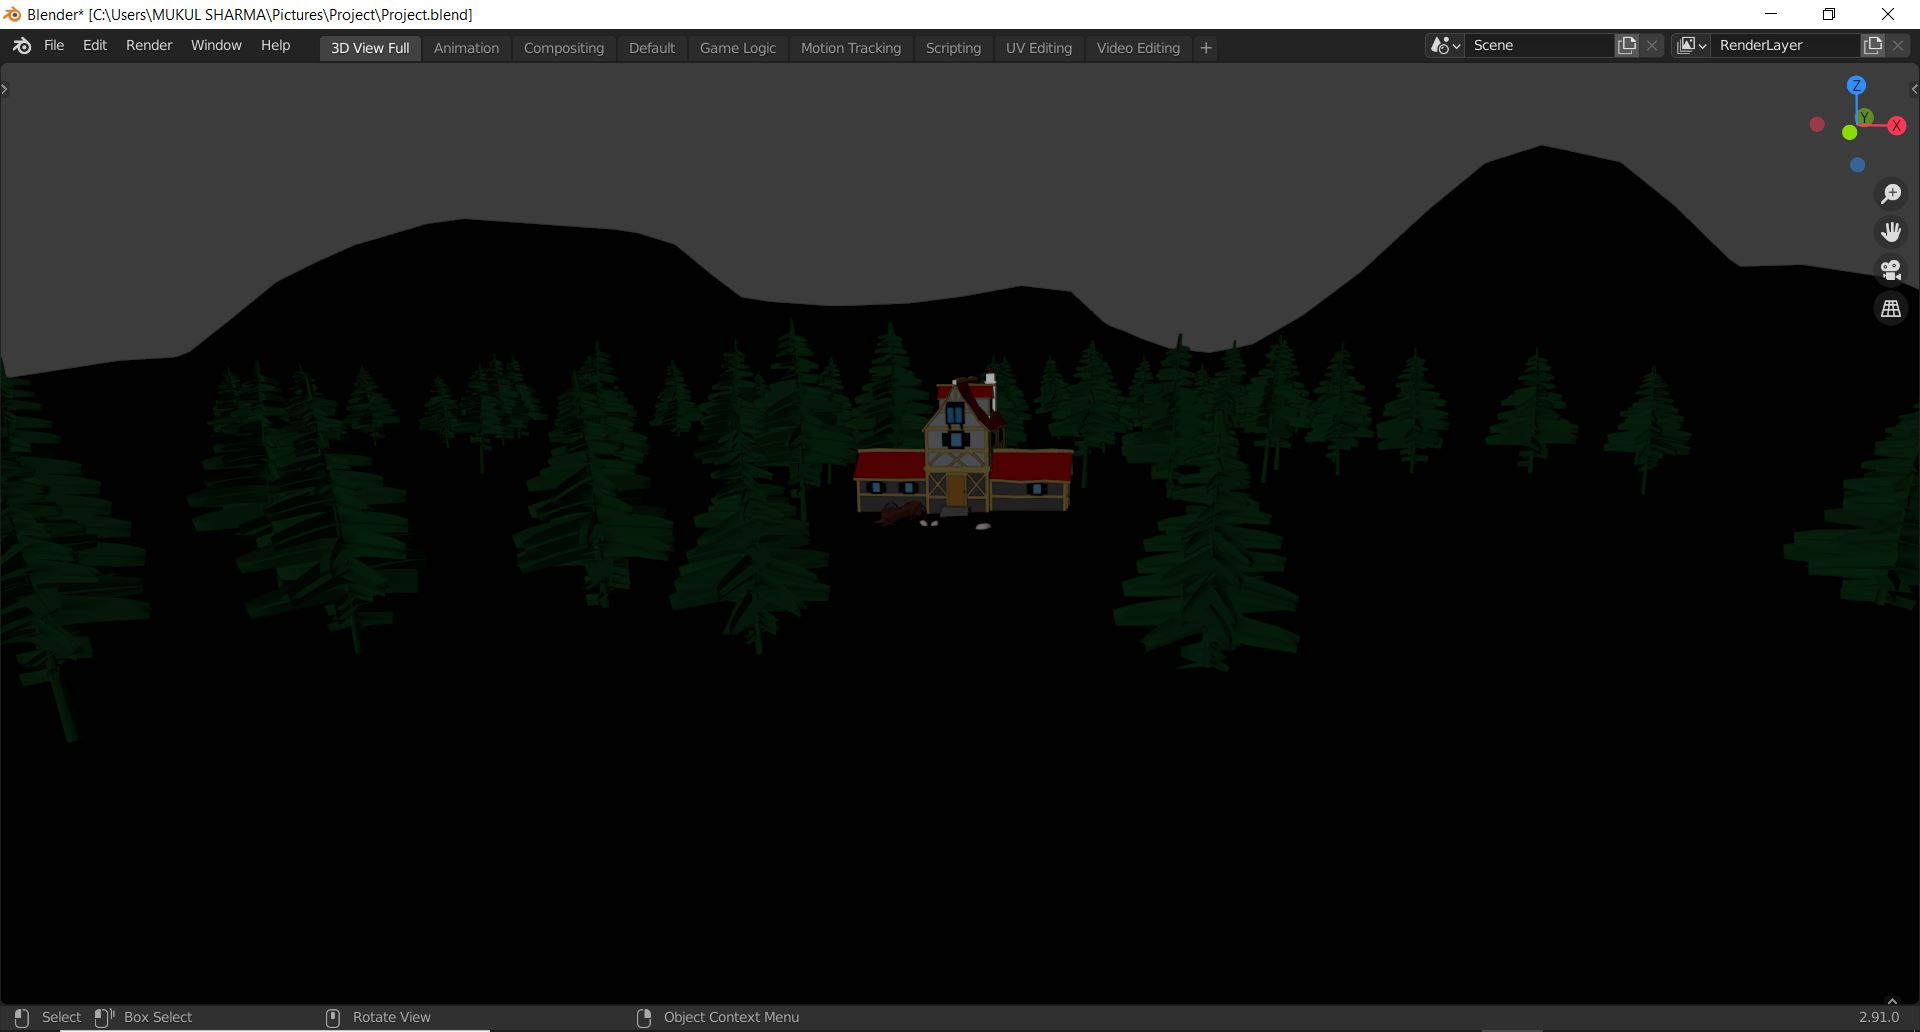 Blender* [C:\Users\MUKUL SHARMA\Pictures\Project\Project.blend]
File Edit Render Window Help 3D View Full Animation Compositing Default Game Logic Motion Tracking Scripting UV Editing Video Editing + Scene RenderLayer
Z
Y
X
Select Box Select Rotate View Object Context Menu 2.91.0